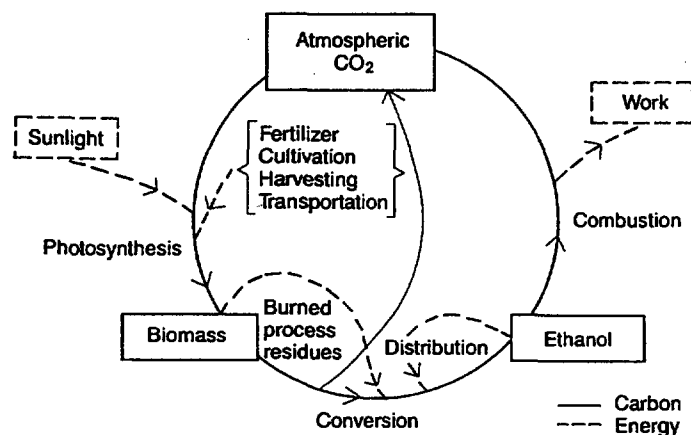 Atmospheric
CO₂
Work
Sunlight
Fertilizer
Cultivation
Harvesting
Transportation
Combustion
Photosynthesis
Burned
process
residues
Biomass
Distribution
Ethanol
Conversion
Carbon
Energy